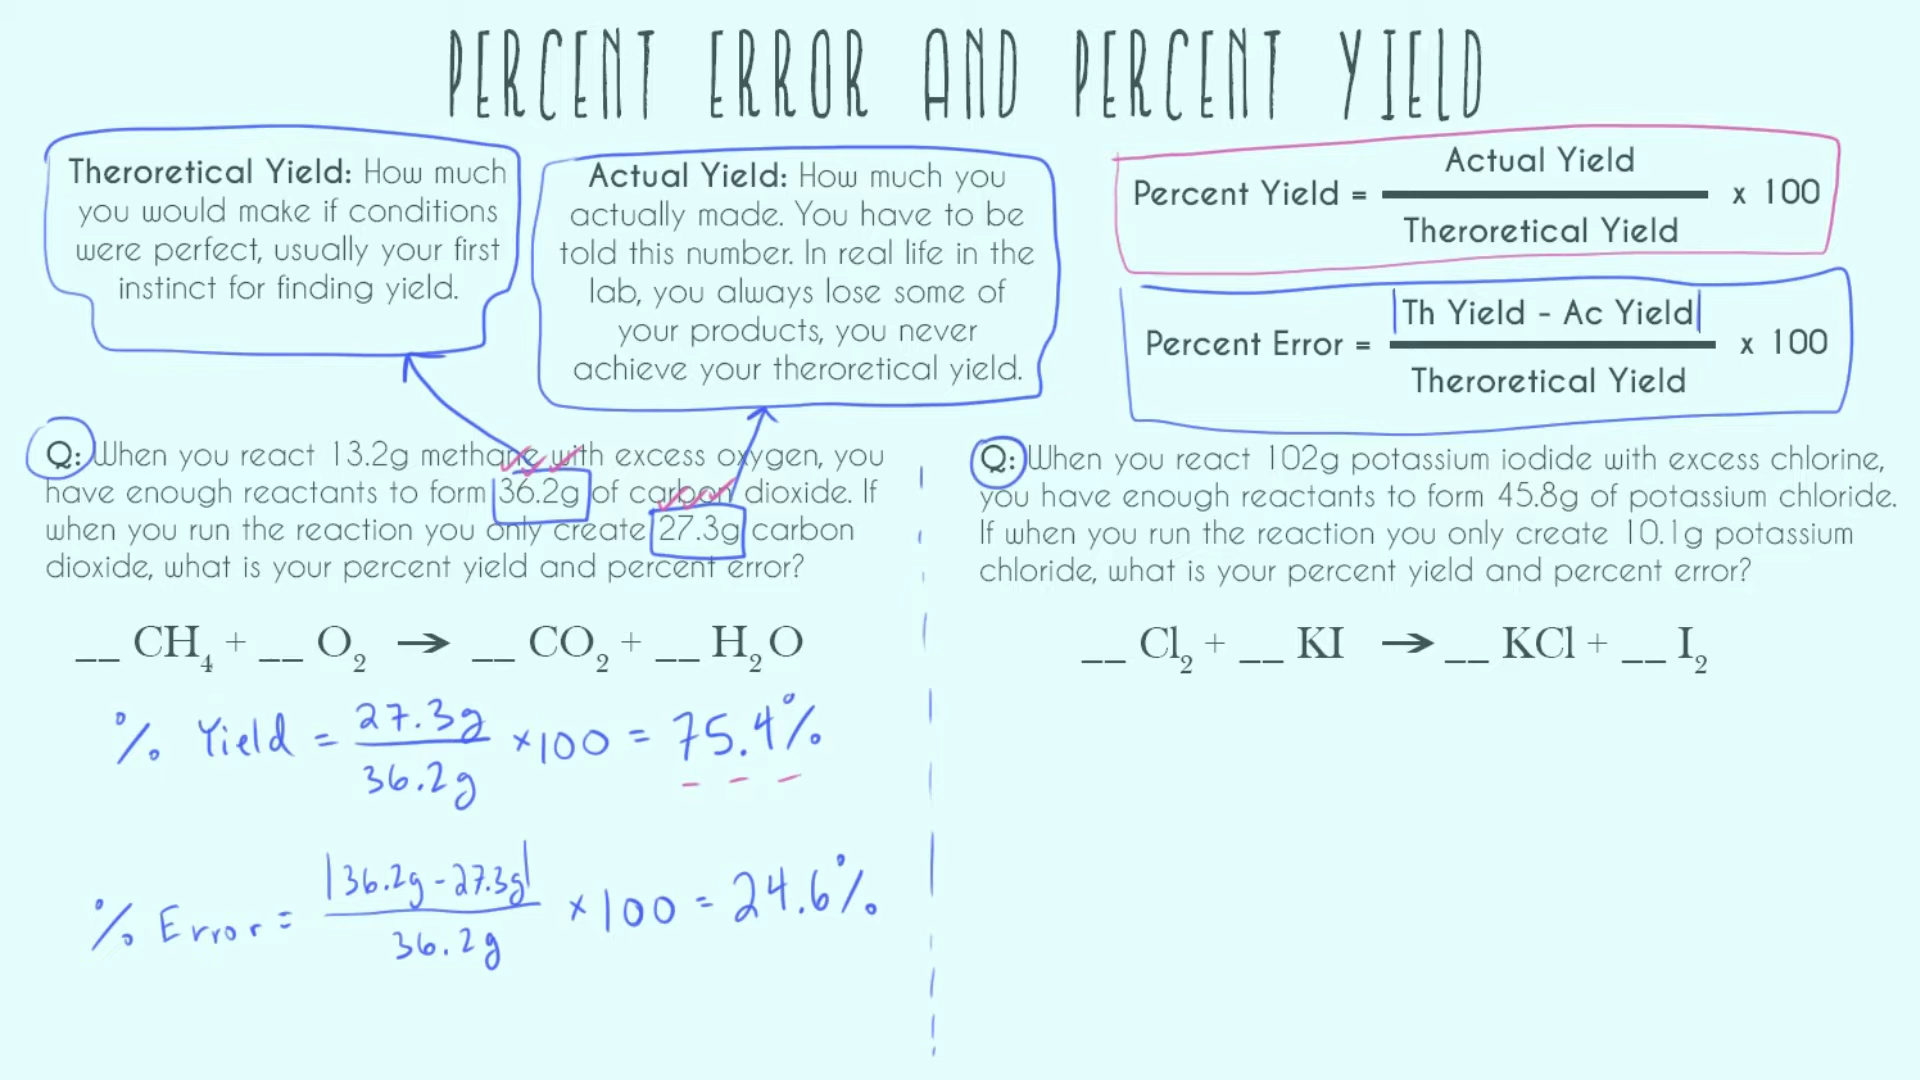 PERCENT ERROR AND PERCENT YIELD
Theroretical Yield: How much
you would make if conditions
were perfect, usually your first
instinct for finding yield.
Actual Yield: How much you
actually made. You have to be
told this number. In real life in the
lab, you always lose some of
your products, you never
achieve your theroretical yield.
Percent Yield = Actual Yield / Theroretical Yield x 100
Percent Error = |Th Yield - Ac Yield| / Theroretical Yield x 100
Q: When you react 13.2g methane with excess oxygen, you
have enough reactants to form 36.2g of carbon dioxide. If
when you run the reaction you only create 27.3g carbon
dioxide, what is your percent yield and percent error?
__ CH₄ + __ O₂ → __ CO₂ + __ H₂O
% Yield = 27.3g / 36.2g × 100 = 75.4%
% Error = |36.2g - 27.3g| / 36.2g × 100 = 24.6%
Q: When you react 102g potassium iodide with excess chlorine,
you have enough reactants to form 45.8g of potassium chloride.
If when you run the reaction you only create 10.1g potassium
chloride, what is your percent yield and percent error?
__ Cl₂ + __ KI → __ KCl + __ I₂